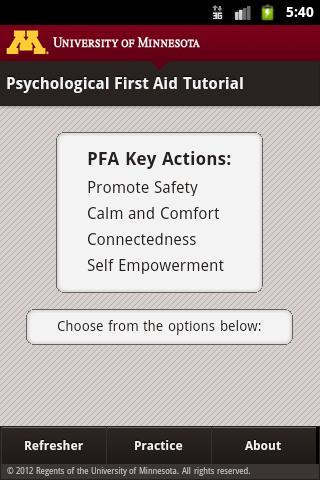 3G 5:40
M University of Minnesota
Psychological First Aid Tutorial
PFA Key Actions:
Promote Safety
Calm and Comfort
Connectedness
Self Empowerment
Choose from the options below:
Refresher Practice About
© 2012 Regents of the University of Minnesota. All rights reserved.